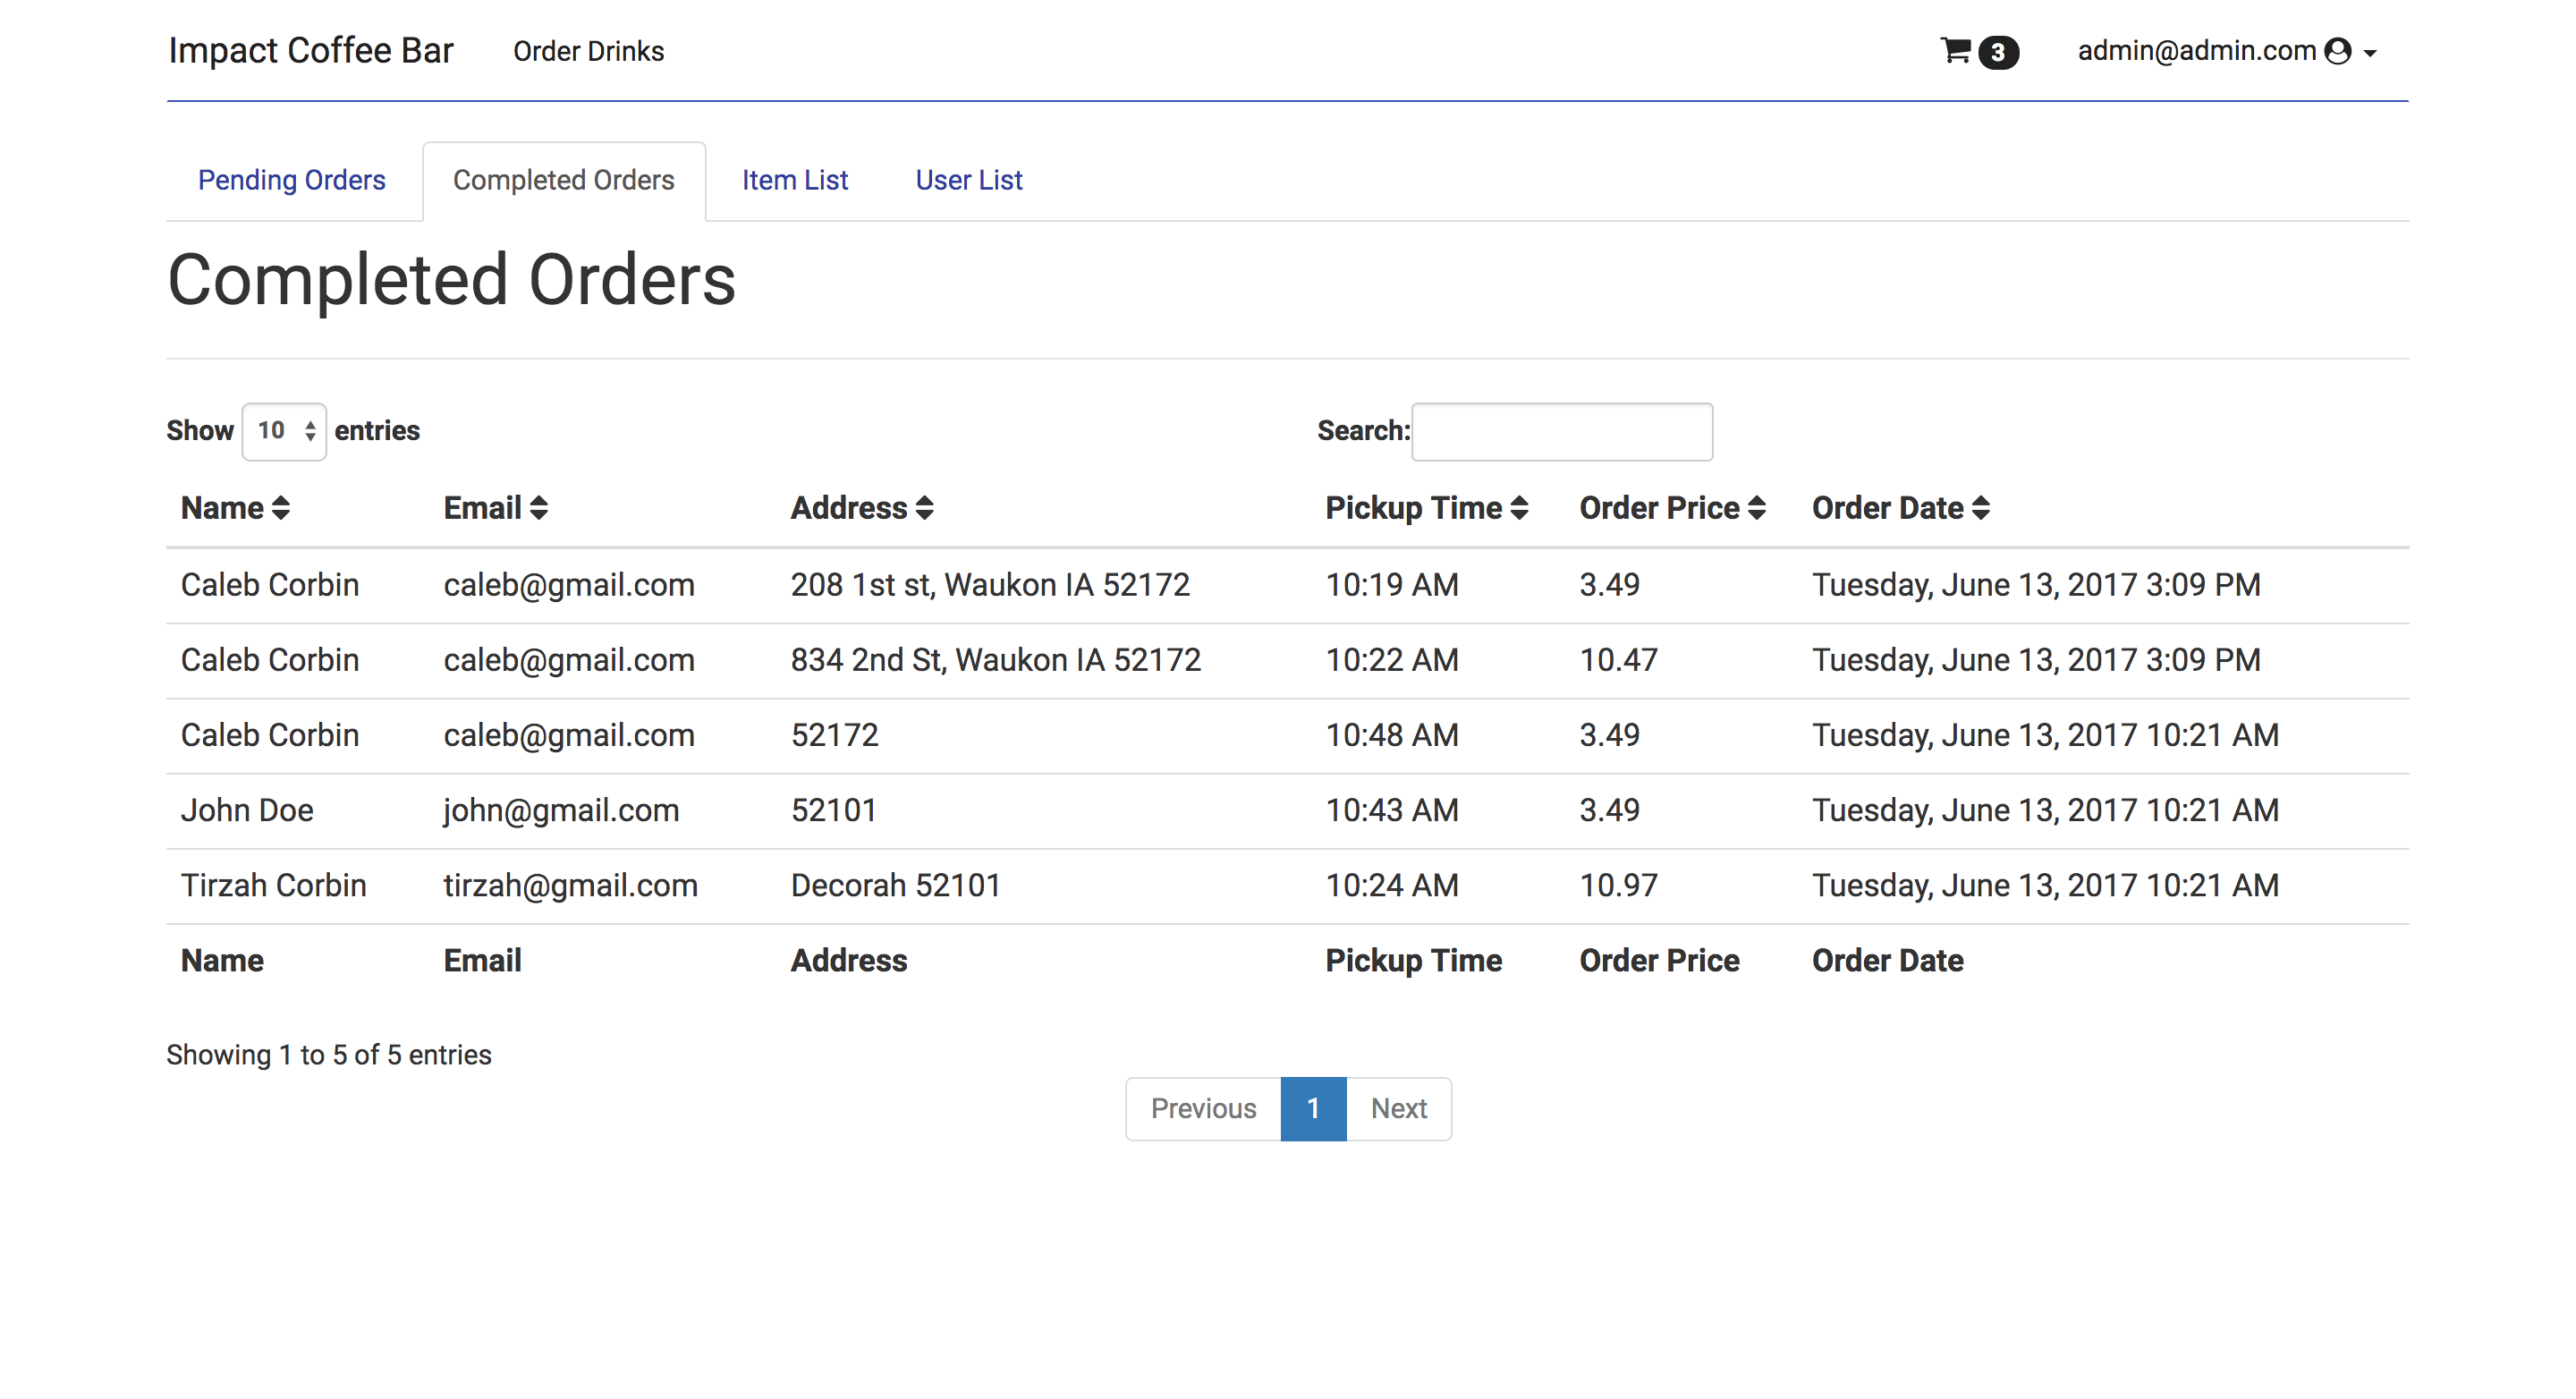 Impact Coffee Bar Order Drinks 3 admin@admin.com
Pending Orders Completed Orders Item List User List
Completed Orders
Show 10 entries Search:
Name Email Address Pickup Time Order Price Order Date
Caleb Corbin caleb@gmail.com 208 1st st, Waukon IA 52172 10:19 AM 3.49 Tuesday, June 13, 2017 3:09 PM
Caleb Corbin caleb@gmail.com 834 2nd St, Waukon IA 52172 10:22 AM 10.47 Tuesday, June 13, 2017 3:09 PM
Caleb Corbin caleb@gmail.com 52172 10:48 AM 3.49 Tuesday, June 13, 2017 10:21 AM
John Doe john@gmail.com 52101 10:43 AM 3.49 Tuesday, June 13, 2017 10:21 AM
Tirzah Corbin tirzah@gmail.com Decorah 52101 10:24 AM 10.97 Tuesday, June 13, 2017 10:21 AM
Name Email Address Pickup Time Order Price Order Date
Showing 1 to 5 of 5 entries
Previous 1 Next